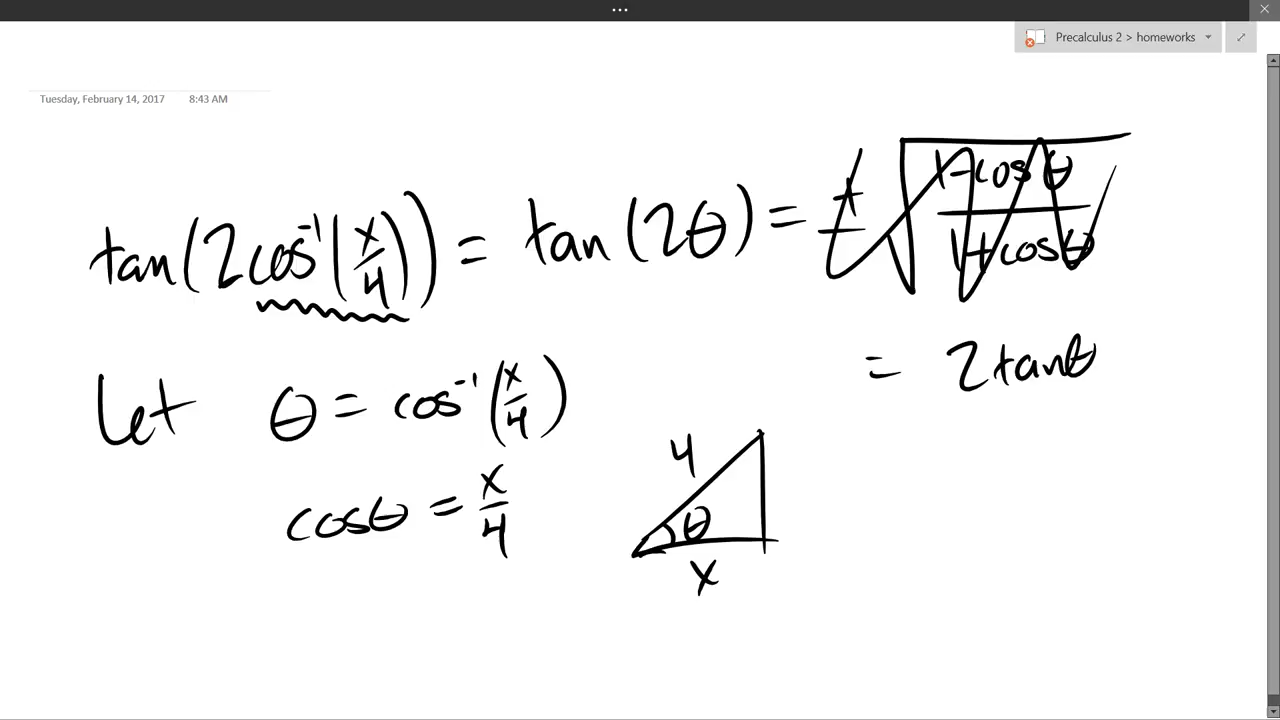 ...
Precalculus 2 > homeworks
Tuesday, February 14, 2017 8:43 AM
tan(2cos⁻¹(x/4)) = tan(2θ) = ±√((1-cosθ)/(1+cosθ))
= 2tanθ
Let θ = cos⁻¹(x/4)
cosθ = x/4
4
θ
x